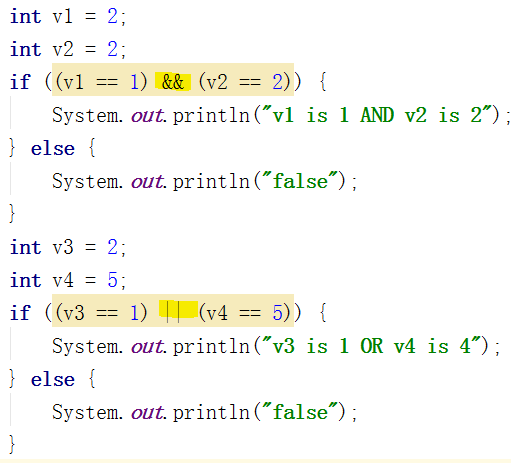 int v1 = 2;
int v2 = 2;
if ((v1 == 1) && (v2 == 2)) {
    System.out.println("v1 is 1 AND v2 is 2");
} else {
    System.out.println("false");
}
int v3 = 2;
int v4 = 5;
if ((v3 == 1) || (v4 == 5)) {
    System.out.println("v3 is 1 OR v4 is 4");
} else {
    System.out.println("false");
}